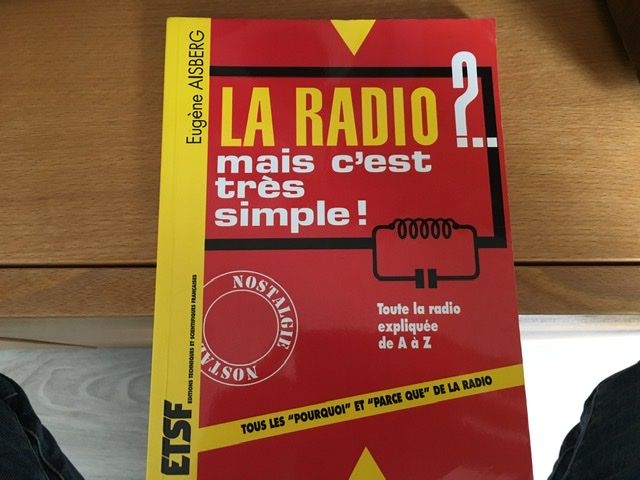 Eugène AISBERG
LA RADIO ?..
mais c'est
très
simple !
NOSTALGIE
NOSTAL
Toute la radio
expliquée
de A à Z
TOUS LES "POURQUOI" ET "PARCE QUE" DE LA RADIO
ETSF
EDITIONS TECHNIQUES ET SCIENTIFIQUES FRANÇAISES